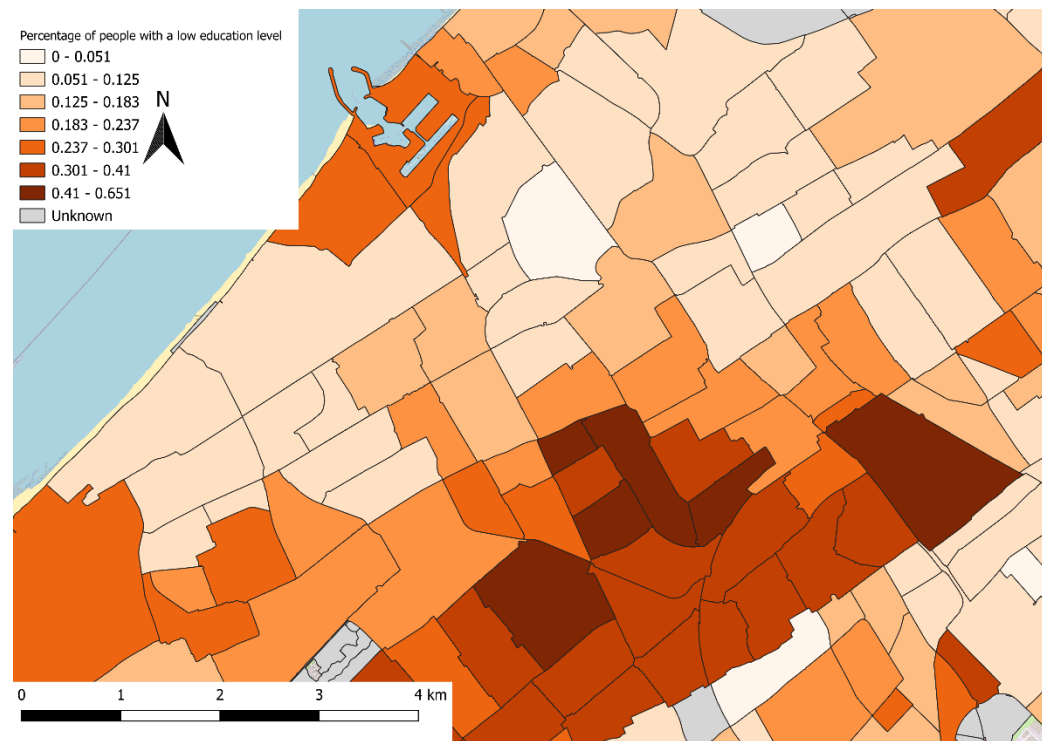 Percentage of people with a low education level
0 - 0.051
0.051 - 0.125
0.125 - 0.183
0.183 - 0.237
0.237 - 0.301
0.301 - 0.41
0.41 - 0.651
Unknown
N
0 1 2 3 4 km